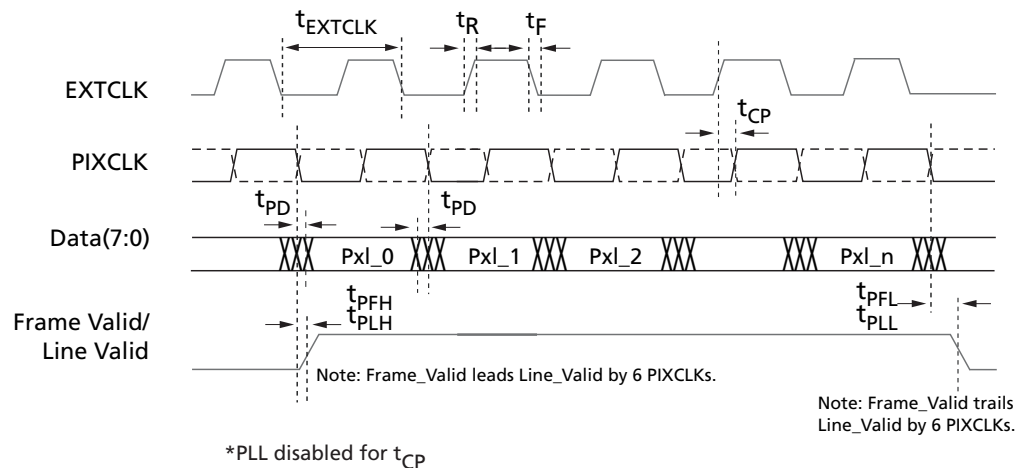 tEXTCLK tR tF
EXTCLK
tCP
PIXCLK
tPD tPD
Data(7:0)
Pxl_0 Pxl_1 Pxl_2 Pxl_n
tPFH tPFL
tPLH tPLL
Frame Valid/
Line Valid
Note: Frame_Valid leads Line_Valid by 6 PIXCLKs.
Note: Frame_Valid trails
Line_Valid by 6 PIXCLKs.
*PLL disabled for tCP